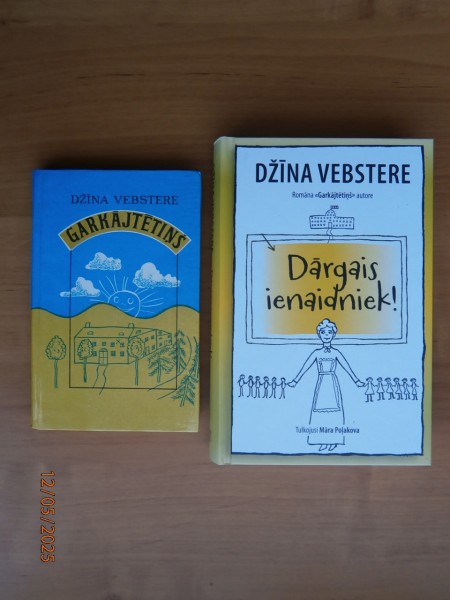 DŽĪNA VEBSTERE
GARKĀJTĒTIŅŠ
DŽĪNA VEBSTERE
Romāna «Garkājtētiņš» autore
Dārgais
ienaidniek!
Tulkojusi Māra Poļakova
12/05/2025